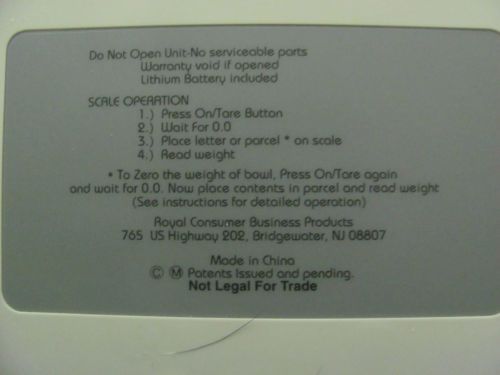 Do Not Open Unit-No serviceable parts
Warranty void if opened
Lithium Battery included
SCALE OPERATION
1.) Press On/Tare Button
2.) Wait For 0.0
3.) Place letter or parcel * on scale
4.) Read weight
* To Zero the weight of bowl, Press On/Tare again
and wait for 0.0. Now place contents in parcel and read weight
(See instructions for detailed operation)
Royal Consumer Business Products
765 US Highway 202, Bridgewater, NJ 08807
Made in China
Ⓒ Ⓜ Patents Issued and pending.
Not Legal For Trade